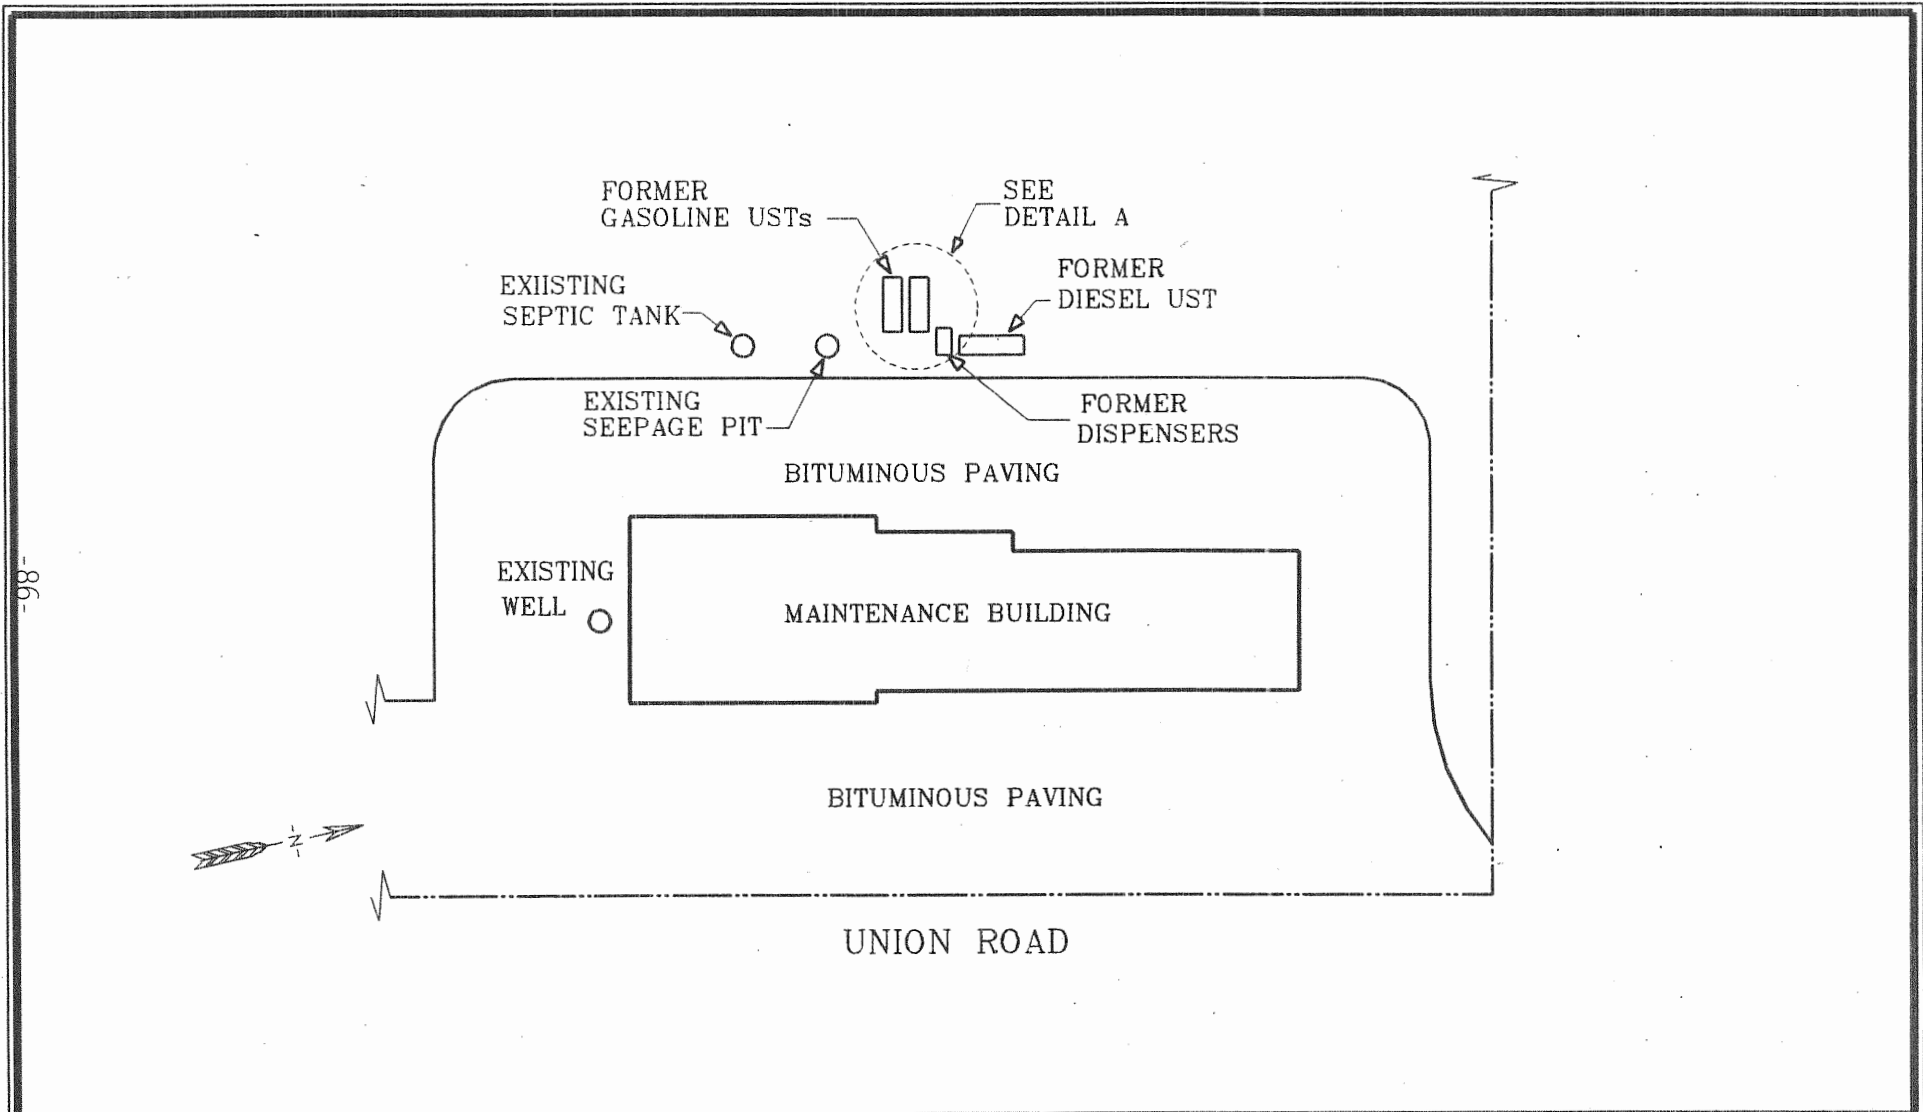 FORMER
GASOLINE USTs
SEE
DETAIL A
EXIISTING
SEPTIC TANK
FORMER
DIESEL UST
EXISTING
SEEPAGE PIT
FORMER
DISPENSERS
BITUMINOUS PAVING
EXISTING
WELL
MAINTENANCE BUILDING
-98-
BITUMINOUS PAVING
-N-
UNION ROAD